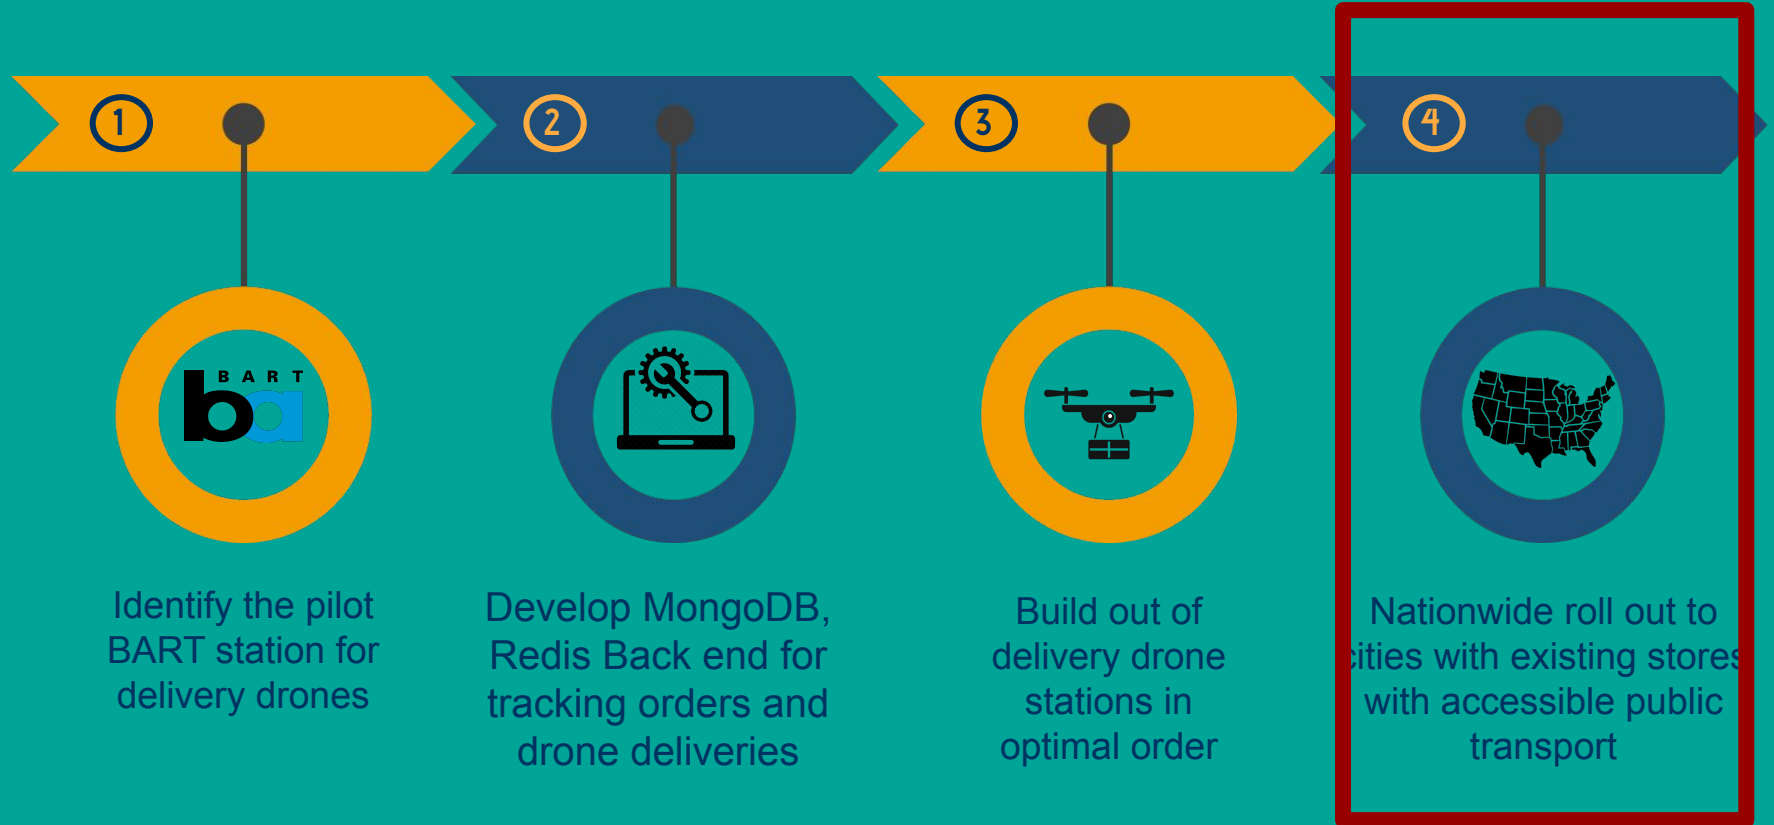 1
2
3
4
BART
ba
Identify the pilot
BART station for
delivery drones
Develop MongoDB,
Redis Back end for
tracking orders and
drone deliveries
Build out of
delivery drone
stations in
optimal order
Nationwide roll out to
cities with existing stores
with accessible public
transport